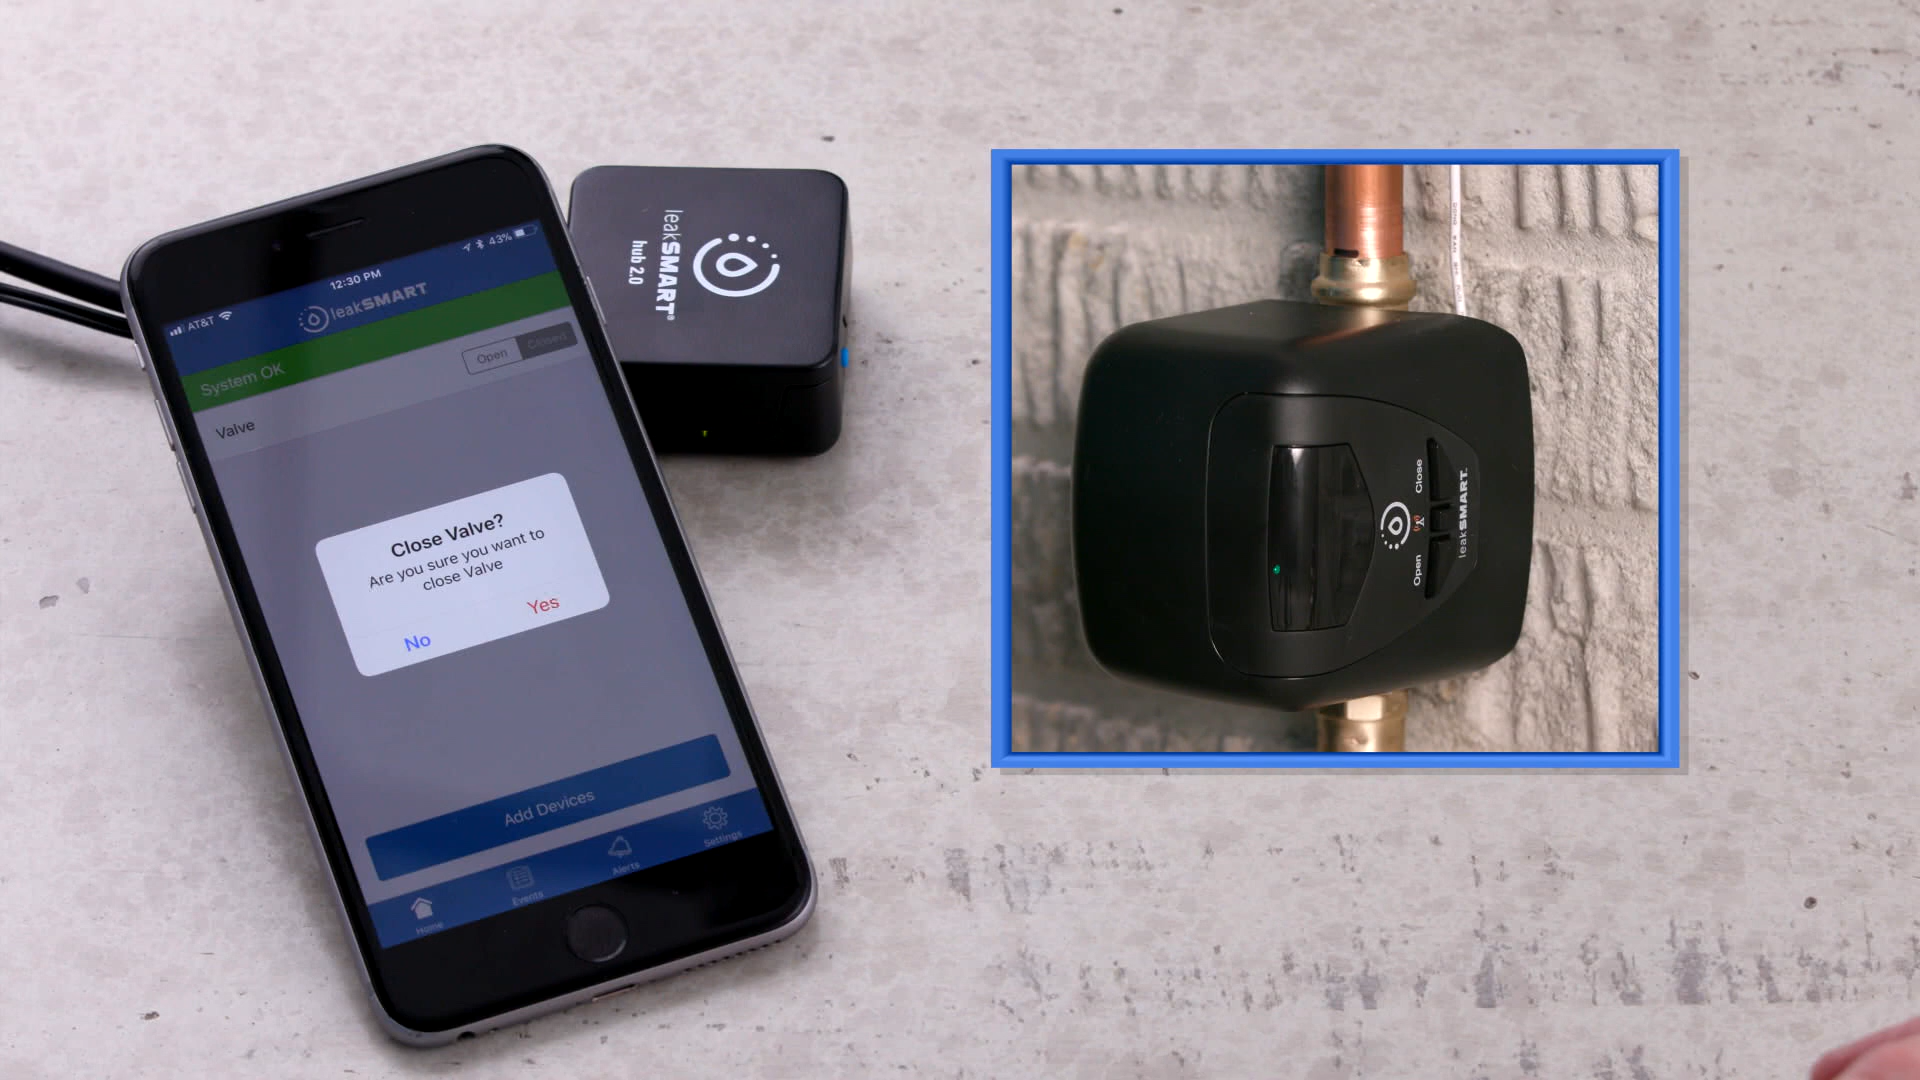 AT&T
12:30 PM
43%
leakSMART
System OK
Open
Closed
Valve
Close Valve?
Are you sure you want to
close Valve
No
Yes
Add Devices
Home
Events
Alerts
Settings
leakSMART®
hub 2.0
Open
Close
leakSMART.